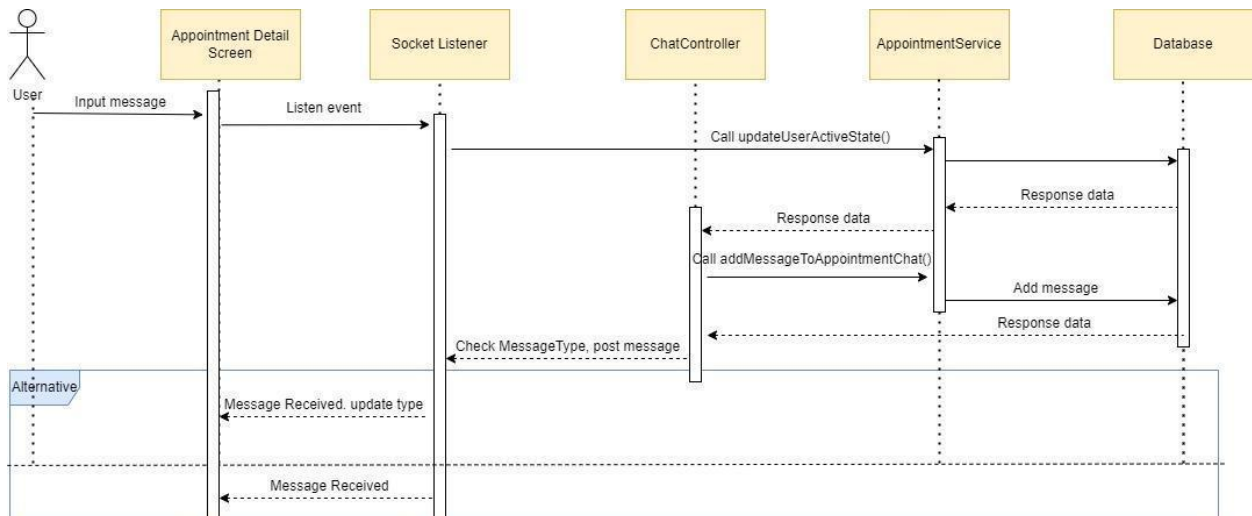 Appointment Detail
Screen
Socket Listener
ChatController
AppointmentService
Database
User
Input message
Listen event
Call updateUserActiveState()
Response data
Response data
Call addMessageToAppointmentChat()
Add message
Response data
Check MessageType, post message
Alternative
Message Received. update type
Message Received